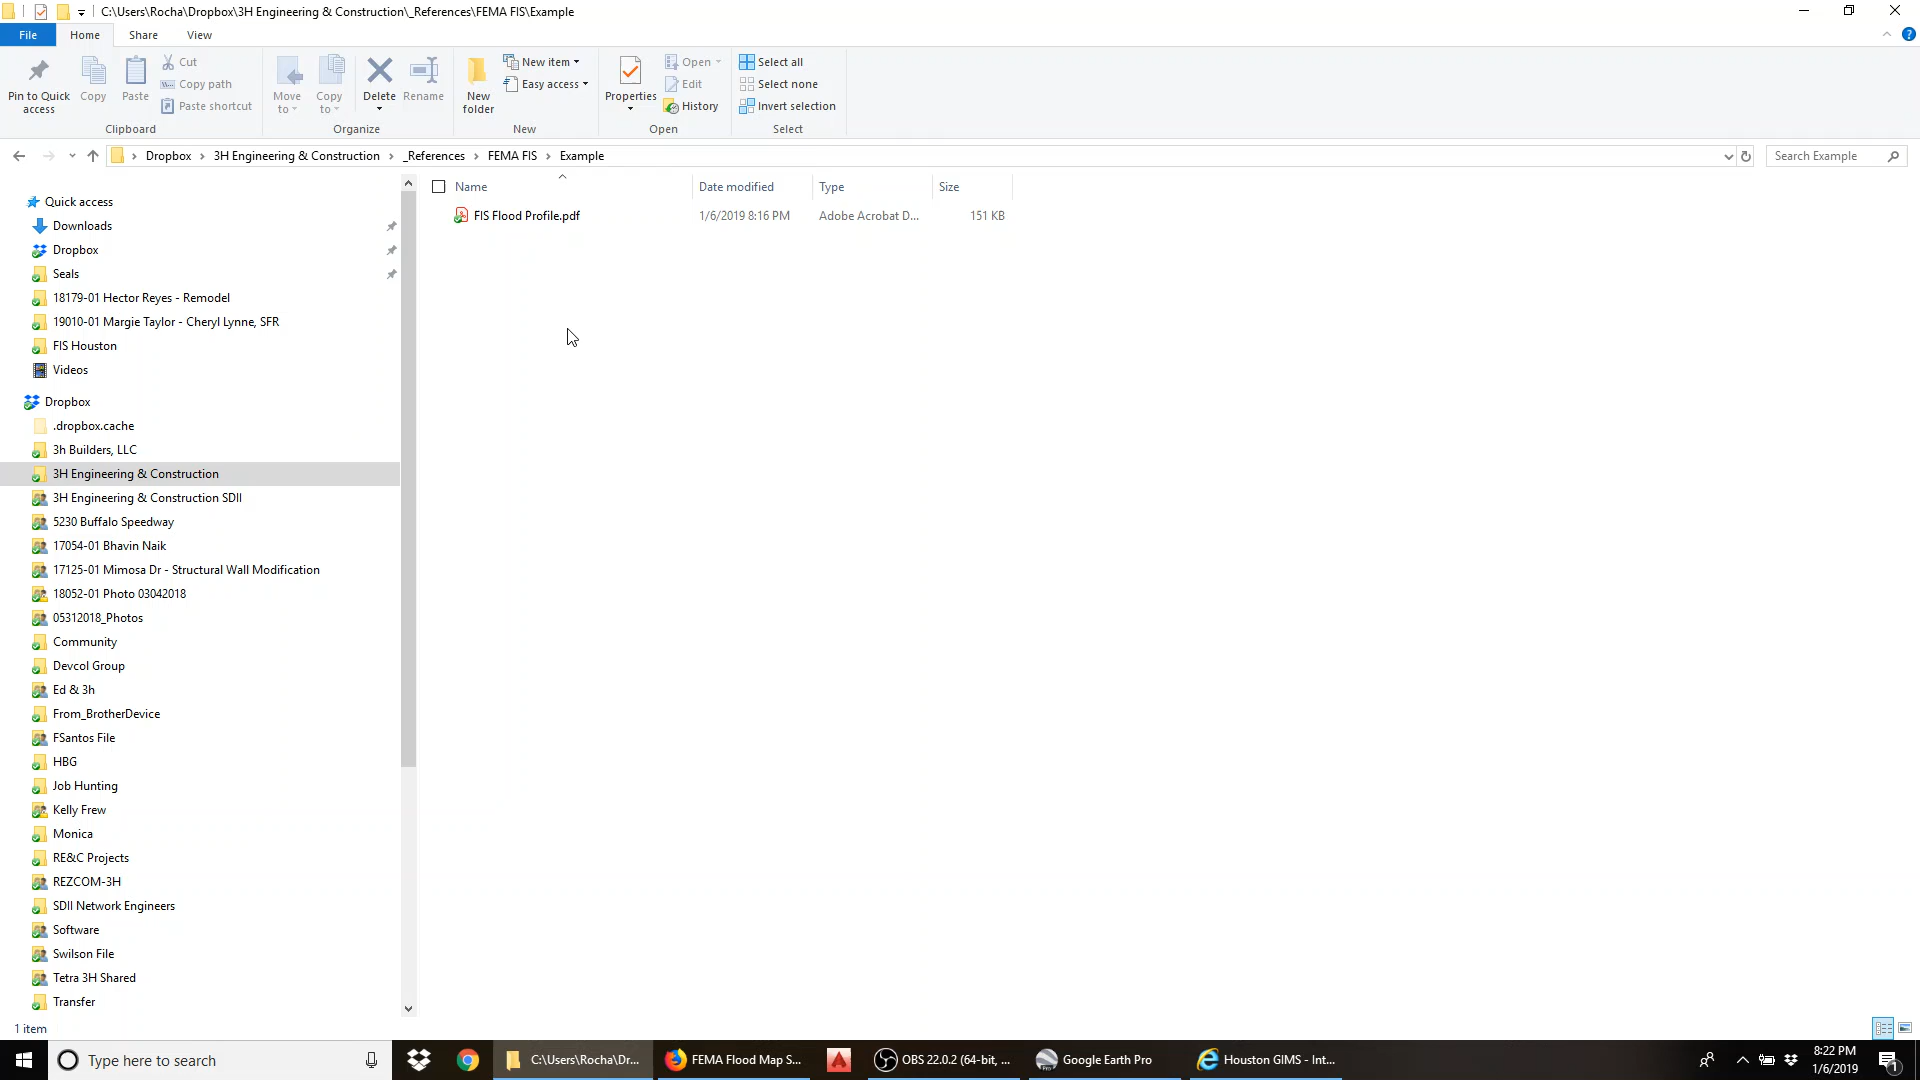 C:\Users\Rocha\Dropbox\3H Engineering & Construction\_References\FEMA FIS\Example
File Home Share View
Pin to Quick access
Copy
Paste
Cut
Copy path
Paste shortcut
Clipboard
Move to
Copy to
Delete
Rename
Organize
New folder
New item
Easy access
New
Properties
Open
Edit
History
Open
Select all
Select none
Invert selection
Select
Dropbox > 3H Engineering & Construction > _References > FEMA FIS > Example
Search Example
Name Date modified Type Size
FIS Flood Profile.pdf 1/6/2019 8:16 PM Adobe Acrobat D... 151 KB
Quick access
Downloads
Dropbox
Seals
18179-01 Hector Reyes - Remodel
19010-01 Margie Taylor - Cheryl Lynne, SFR
FIS Houston
Videos
Dropbox
.dropbox.cache
3h Builders, LLC
3H Engineering & Construction
3H Engineering & Construction SDII
5230 Buffalo Speedway
17054-01 Bhavin Naik
17125-01 Mimosa Dr - Structural Wall Modification
18052-01 Photo 03042018
05312018_Photos
Community
Devcol Group
Ed & 3h
From_BrotherDevice
FSantos File
HBG
Job Hunting
Kelly Frew
Monica
RE&C Projects
REZCOM-3H
SDII Network Engineers
Software
Swilson File
Tetra 3H Shared
Transfer
1 item
Type here to search
C:\Users\Rocha\Dr...
FEMA Flood Map S...
OBS 22.0.2 (64-bit, ...
Google Earth Pro
Houston GIMS - Int...
8:22 PM
1/6/2019
1